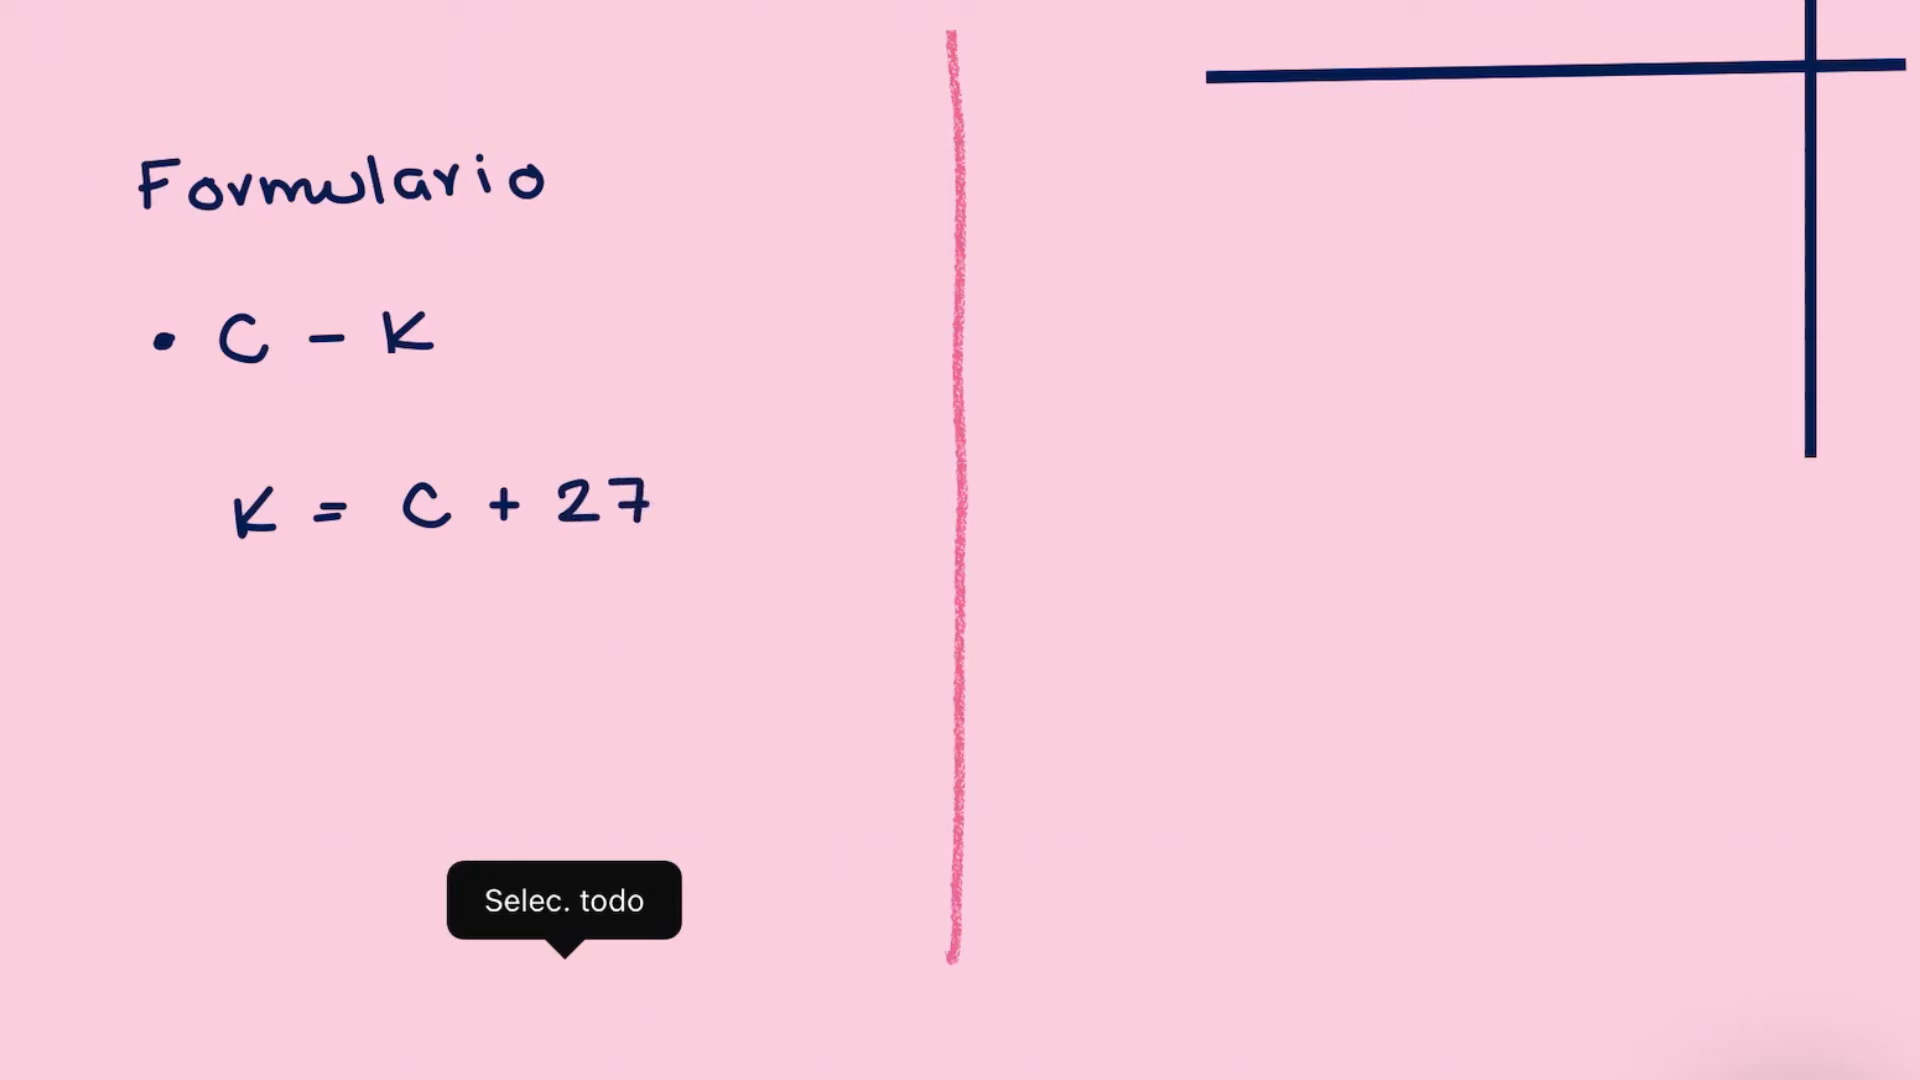 Formulario
• C - K
K = C + 27
Selec. todo